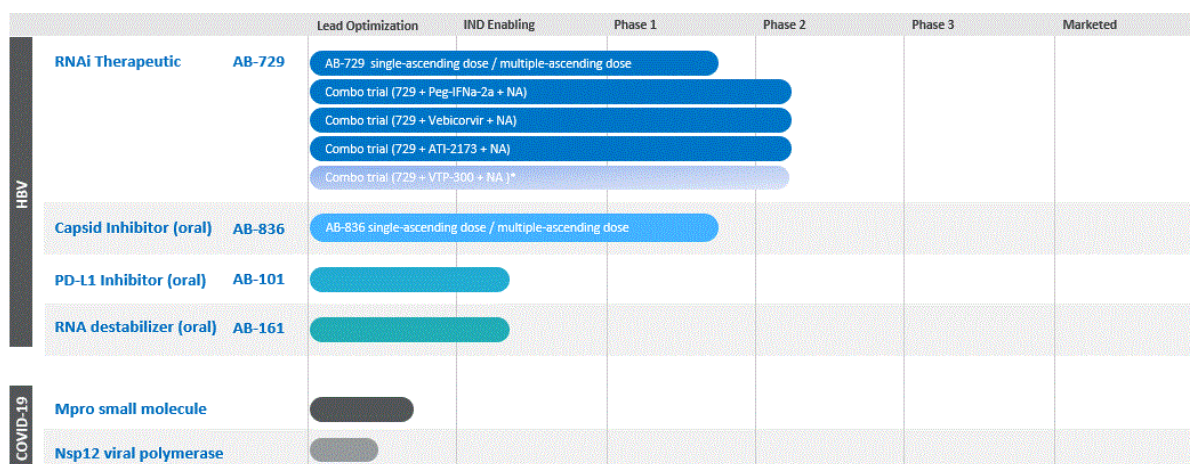 Lead Optimization IND Enabling Phase 1 Phase 2 Phase 3 Marketed
HBV
RNAi Therapeutic AB-729 AB-729 single-ascending dose / multiple-ascending dose
Combo trial (729 + Peg-IFNa-2a + NA)
Combo trial (729 + Vebicorvir + NA)
Combo trial (729 + ATI-2173 + NA)
Combo trial (729 + VTP-300 + NA )*
Capsid Inhibitor (oral) AB-836 AB-836 single-ascending dose / multiple-ascending dose
PD-L1 Inhibitor (oral) AB-101
RNA destabilizer (oral) AB-161
COVID-19
Mpro small molecule
Nsp12 viral polymerase